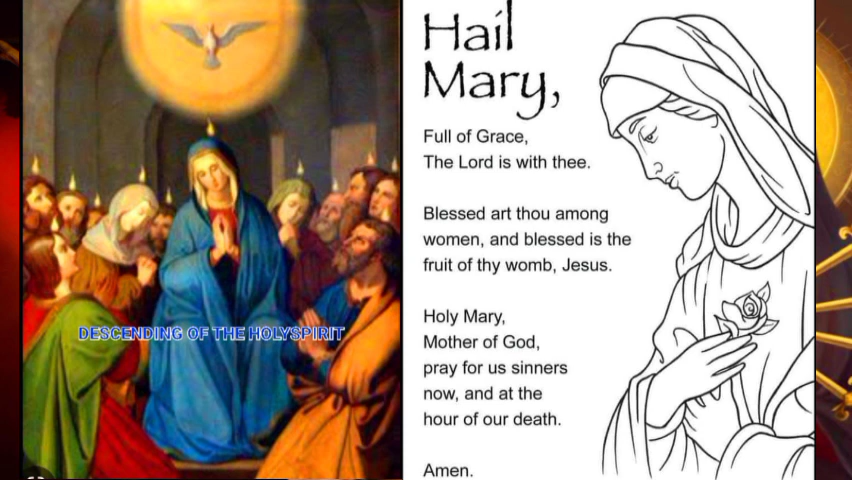 DESCENDING OF THE HOLYSPIRIT
Hail
Mary,
Full of Grace,
The Lord is with thee.
Blessed art thou among
women, and blessed is the
fruit of thy womb, Jesus.
Holy Mary,
Mother of God,
pray for us sinners
now, and at the
hour of our death.
Amen.